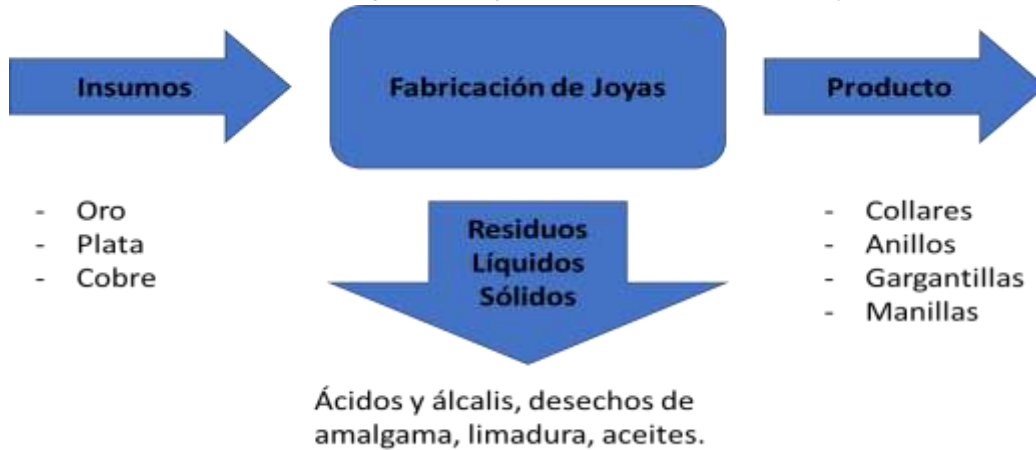 Insumos
Fabricación de Joyas
Producto
- Oro
- Plata
- Cobre
Residuos
Líquidos
Sólidos
- Collares
- Anillos
- Gargantillas
- Manillas
Ácidos y álcalis, desechos de
amalgama, limadura, aceites.